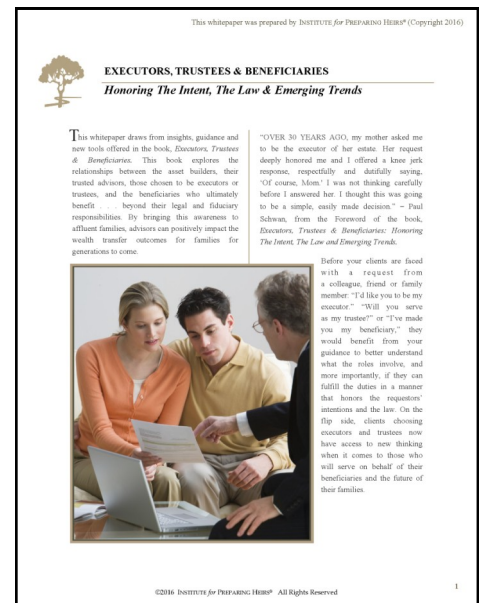 This whitepaper was prepared by INSTITUTE for PREPARING HEIRS® (Copyright 2016)
EXECUTORS, TRUSTEES & BENEFICIARIES
Honoring The Intent, The Law & Emerging Trends
This whitepaper draws from insights, guidance and
new tools offered in the book, Executors, Trustees
& Beneficiaries. This book explores the
relationships between the asset builders, their
trusted advisors, those chosen to be executors or
trustees, and the beneficiaries who ultimately
benefit . . . beyond their legal and fiduciary
responsibilities. By bringing this awareness to
affluent families, advisors can positively impact the
wealth transfer outcomes for families for
generations to come.
“OVER 30 YEARS AGO, my mother asked me
to be the executor of her estate. Her request
deeply honored me and I offered a knee jerk
response, respectfully and dutifully saying,
‘Of course, Mom.’ I was not thinking carefully
before I answered her. I thought this was going
to be a simple, easily made decision.” – Paul
Schwan, from the Foreword of the book,
Executors, Trustees & Beneficiaries: Honoring
The Intent, The Law and Emerging Trends.
Before your clients are faced
with a request from
a colleague, friend or family
member: “I'd like you to be my
executor.” “Will you serve
as my trustee?” or “I've made
you my beneficiary,” they
would benefit from your
guidance to better understand
what the roles involve, and
more importantly, if they can
fulfill the duties in a manner
that honors the requestors'
intentions and the law. On the
flip side, clients choosing
executors and trustees now
have access to new thinking
when it comes to those who
will serve on behalf of their
beneficiaries and the future of
their families.
©2016 INSTITUTE for PREPARING HEIRS® All Rights Reserved
1